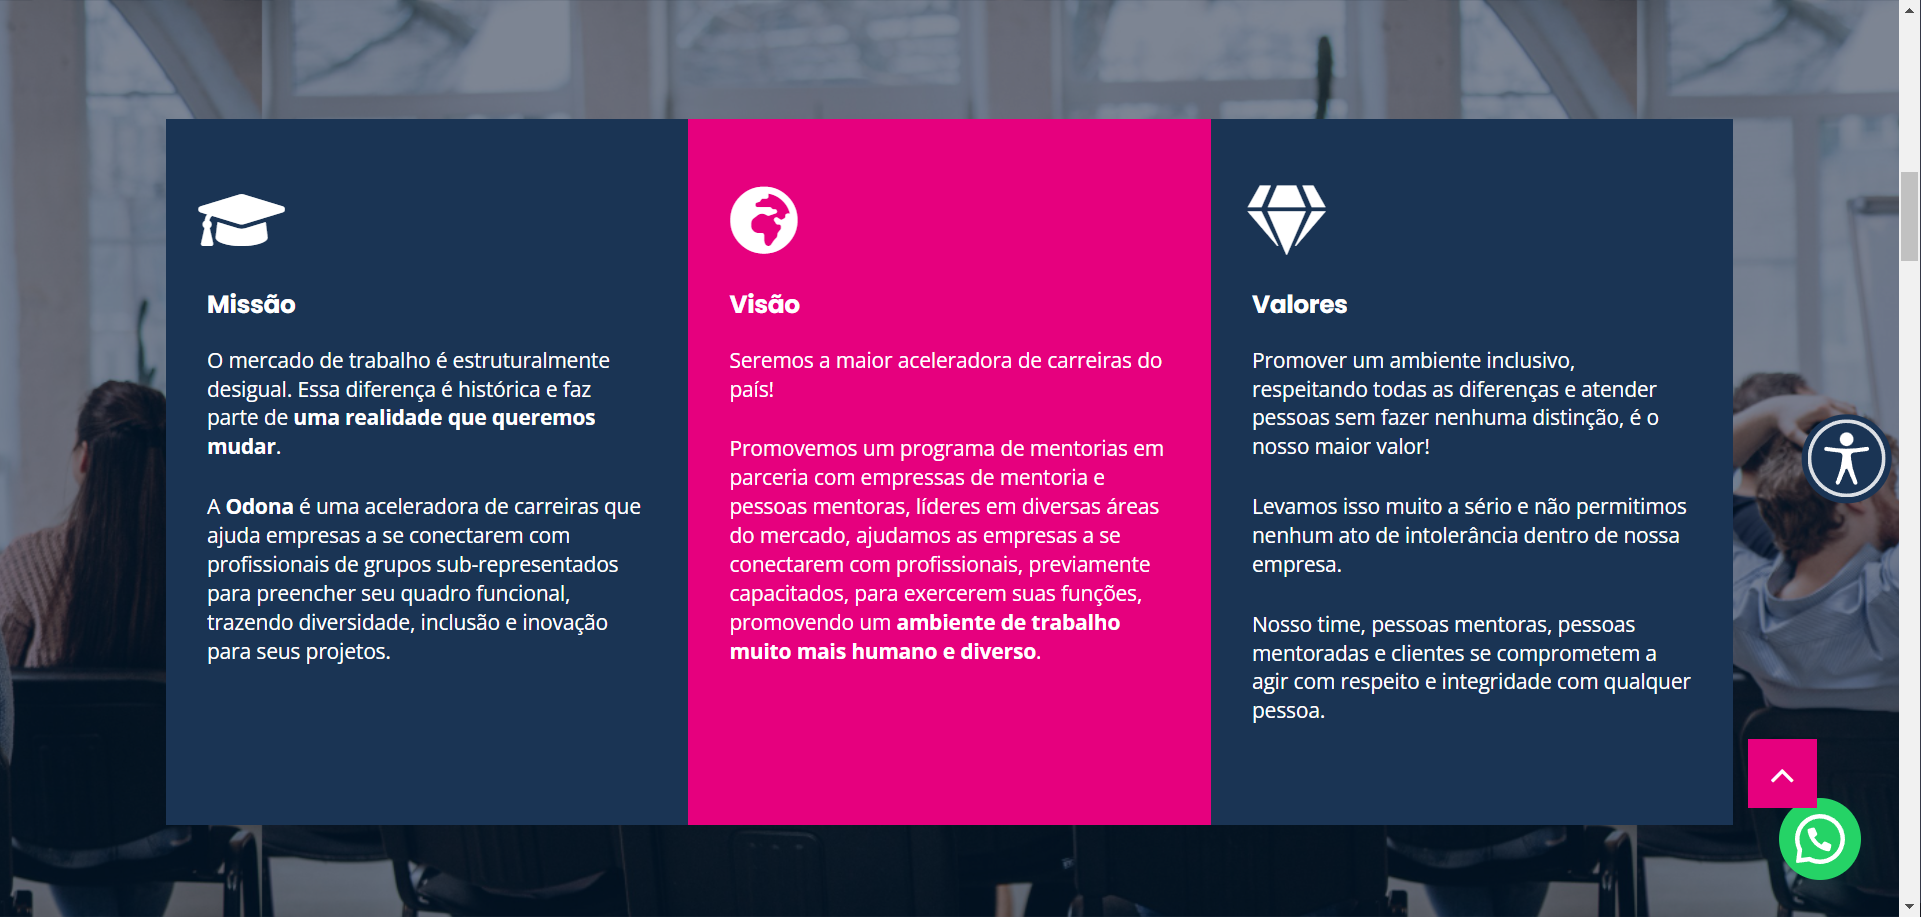 Missão
O mercado de trabalho é estruturalmente
desigual. Essa diferença é histórica e faz
parte de uma realidade que queremos
mudar.
A Odona é uma aceleradora de carreiras que
ajuda empresas a se conectarem com
profissionais de grupos sub-representados
para preencher seu quadro funcional,
trazendo diversidade, inclusão e inovação
para seus projetos.
Visão
Seremos a maior aceleradora de carreiras do
país!
Promovemos um programa de mentorias em
parceria com empressas de mentoria e
pessoas mentoras, líderes em diversas áreas
do mercado, ajudamos as empresas a se
conectarem com profissionais, previamente
capacitados, para exercerem suas funções,
promovendo um ambiente de trabalho
muito mais humano e diverso.
Valores
Promover um ambiente inclusivo,
respeitando todas as diferenças e atender
pessoas sem fazer nenhuma distinção, é o
nosso maior valor!
Levamos isso muito a sério e não permitimos
nenhum ato de intolerância dentro de nossa
empresa.
Nosso time, pessoas mentoras, pessoas
mentoradas e clientes se comprometem a
agir com respeito e integridade com qualquer
pessoa.